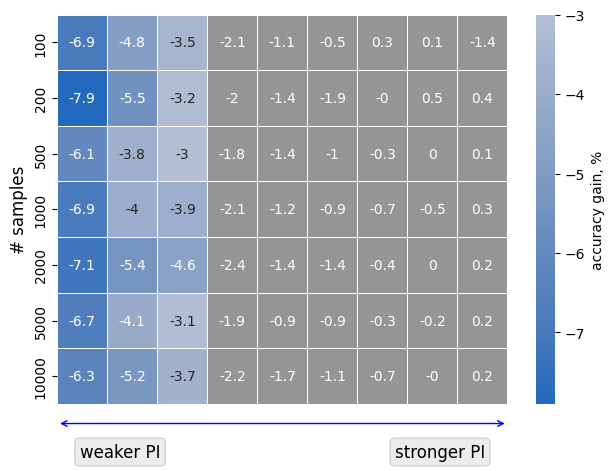 100 -6.9 -4.8 -3.5 -2.1 -1.1 -0.5 0.3 0.1 -1.4
200 -7.9 -5.5 -3.2 -2 -1.4 -1.9 -0 0.5 0.4
500 -6.1 -3.8 -3 -1.8 -1.4 -1 -0.3 0 0.1
1000 -6.9 -4 -3.9 -2.1 -1.2 -0.9 -0.7 -0.5 0.3
2000 -7.1 -5.4 -4.6 -2.4 -1.4 -1.4 -0.4 0 0.2
5000 -6.7 -4.1 -3.1 -1.9 -0.9 -0.9 -0.3 -0.2 0.2
10000 -6.3 -5.2 -3.7 -2.2 -1.7 -1.1 -0.7 -0 0.2
# samples
weaker PI
stronger PI
−3
−4
−5
−6
−7
accuracy gain, %